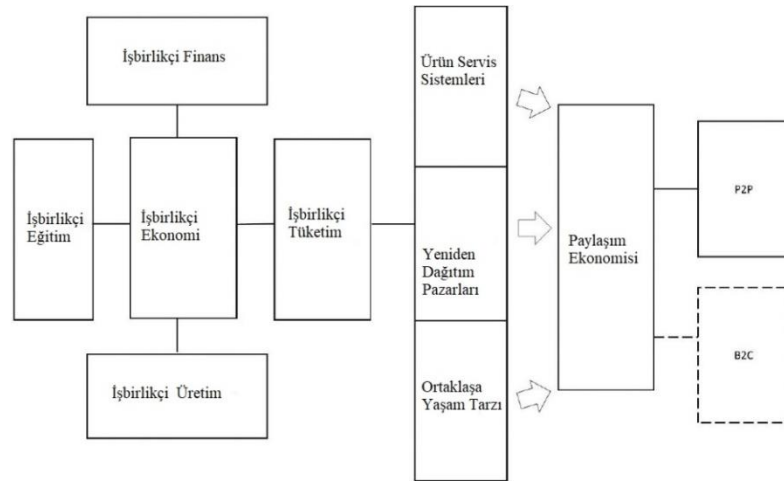 İşbirlikçi Finans
İşbirlikçi
Eğitim
İşbirlikçi
Ekonomi
İşbirlikçi
Tüketim
İşbirlikçi Üretim
Ürün Servis
Sistemleri
Yeniden
Dağıtım
Pazarları
Ortaklaşa
Yaşam Tarzı
Paylaşım
Ekonomisi
P2P
B2C